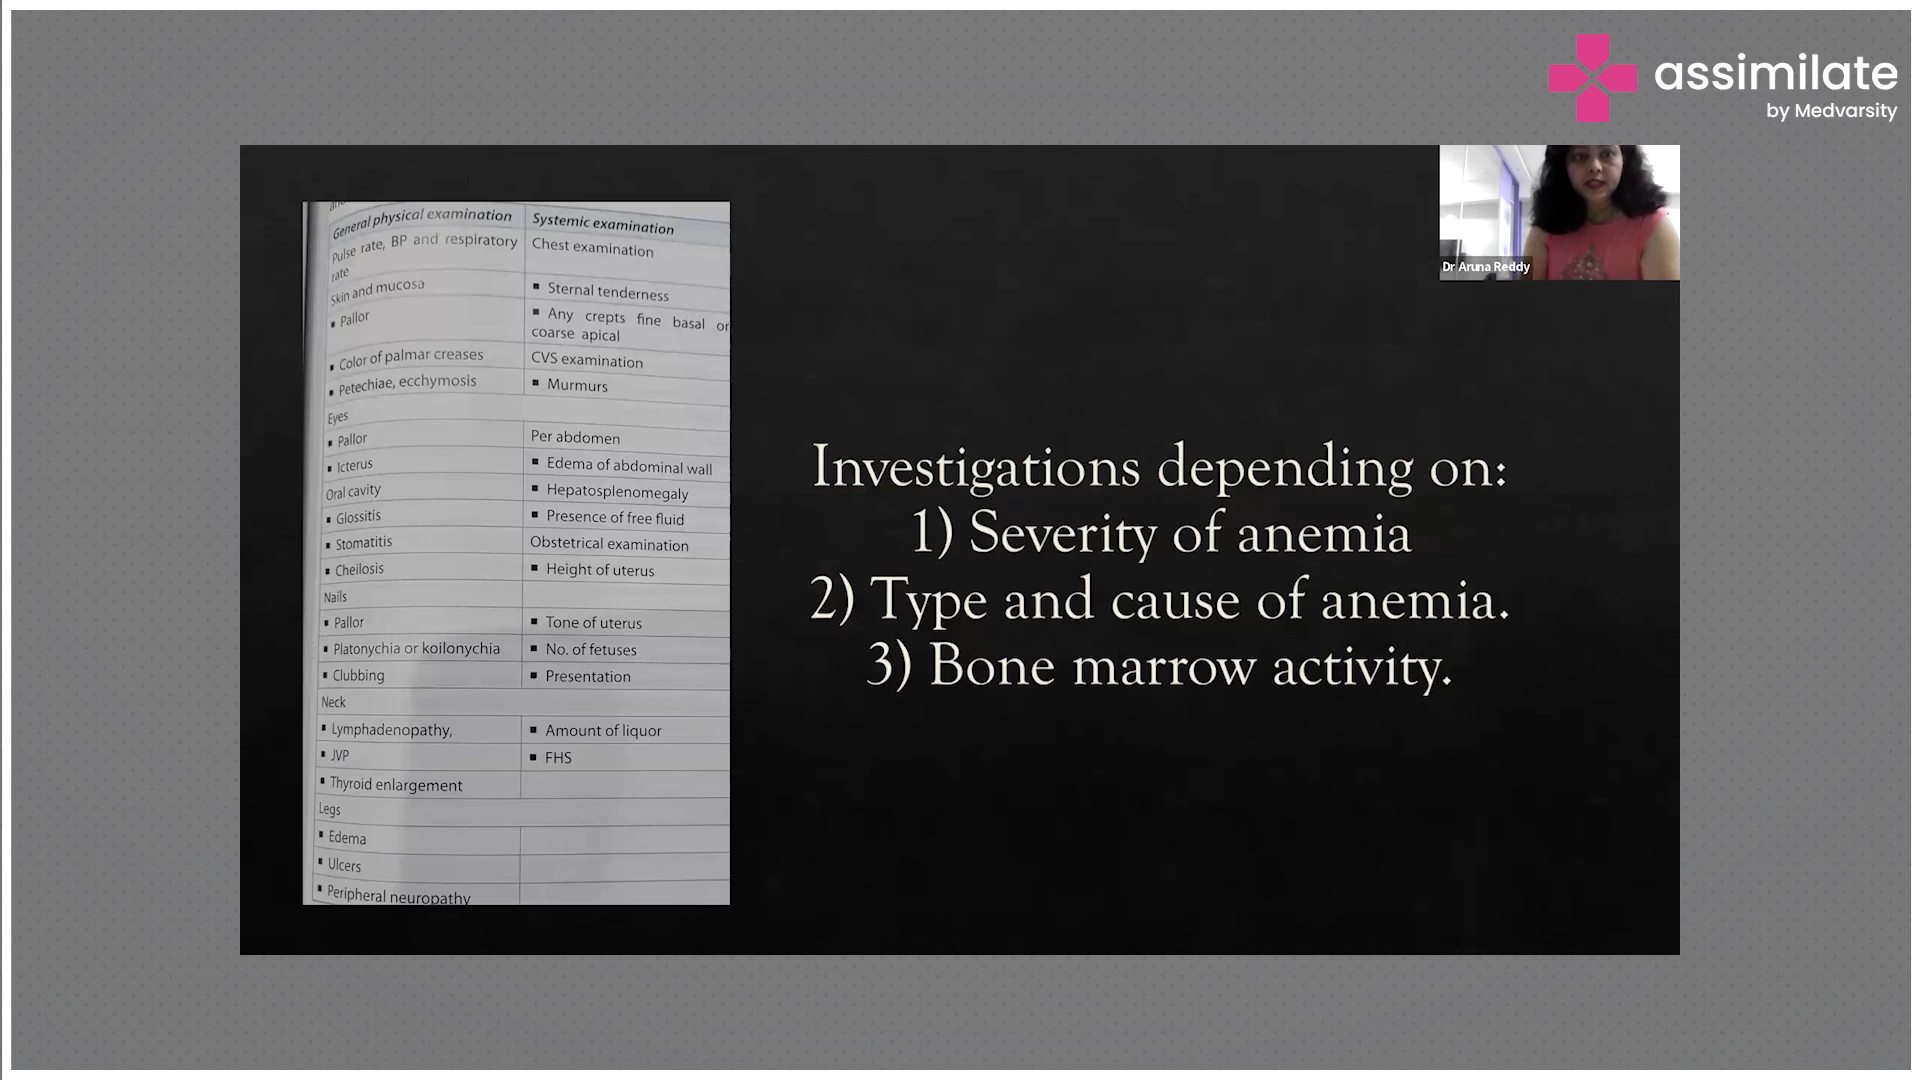 assimilate
by Medvarsity
Dr Aruna Reddy
General physical examination
Systemic examination
Pulse rate, BP and respiratory
rate
Chest examination
Skin and mucosa
▪ Sternal tenderness
▪ Pallor
▪ Any crepts fine basal or
coarse apical
▪ Color of palmar creases
CVS examination
▪ Petechiae, ecchymosis
▪ Murmurs
Eyes
▪ Pallor
Per abdomen
▪ Icterus
▪ Edema of abdominal wall
Oral cavity
▪ Hepatosplenomegaly
▪ Glossitis
▪ Presence of free fluid
▪ Stomatitis
Obstetrical examination
▪ Cheilosis
▪ Height of uterus
Nails
▪ Pallor
▪ Tone of uterus
▪ Platonychia or koilonychia
▪ No. of fetuses
▪ Clubbing
▪ Presentation
Neck
▪ Lymphadenopathy,
▪ Amount of liquor
▪ JVP
▪ FHS
▪ Thyroid enlargement
Legs
▪ Edema
▪ Ulcers
▪ Peripheral neuropathy
Investigations depending on:
1) Severity of anemia
2) Type and cause of anemia.
3) Bone marrow activity.